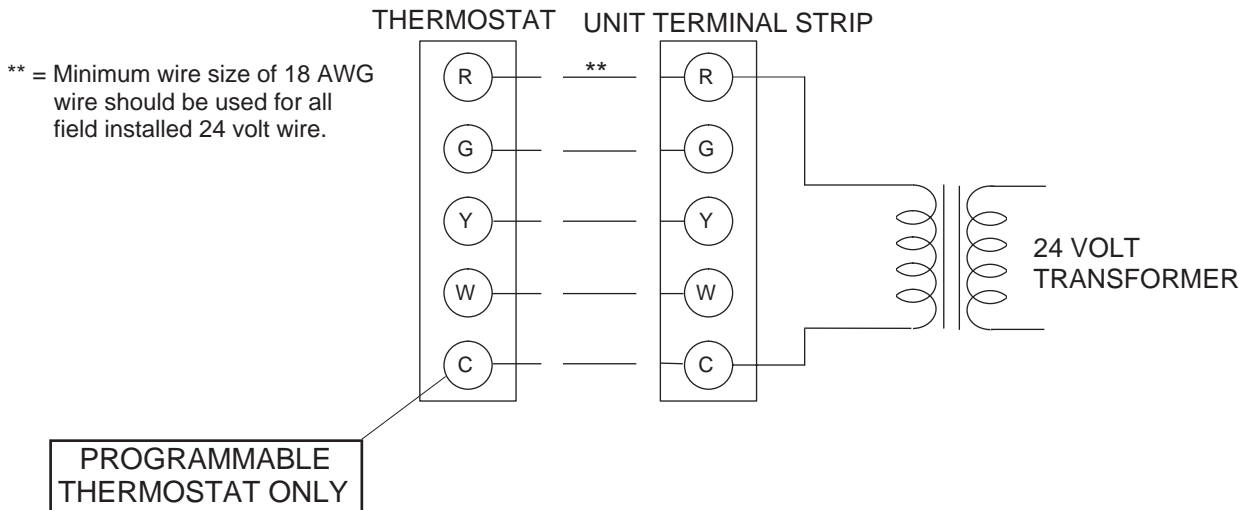 THERMOSTAT UNIT TERMINAL STRIP
** = Minimum wire size of 18 AWG
wire should be used for all
field installed 24 volt wire.
R ** R
G G
Y Y
W W
C C
24 VOLT
TRANSFORMER
PROGRAMMABLE
THERMOSTAT ONLY